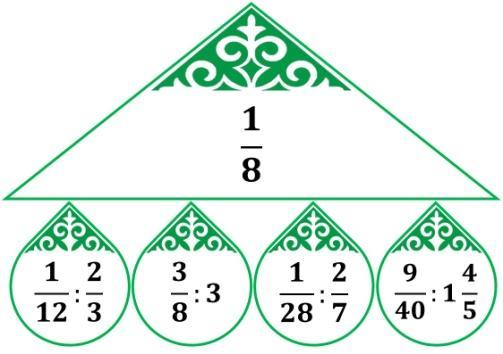 1/8
1/12 : 2/3
3/8 : 3
1/28 : 2/7
9/40 : 1 4/5